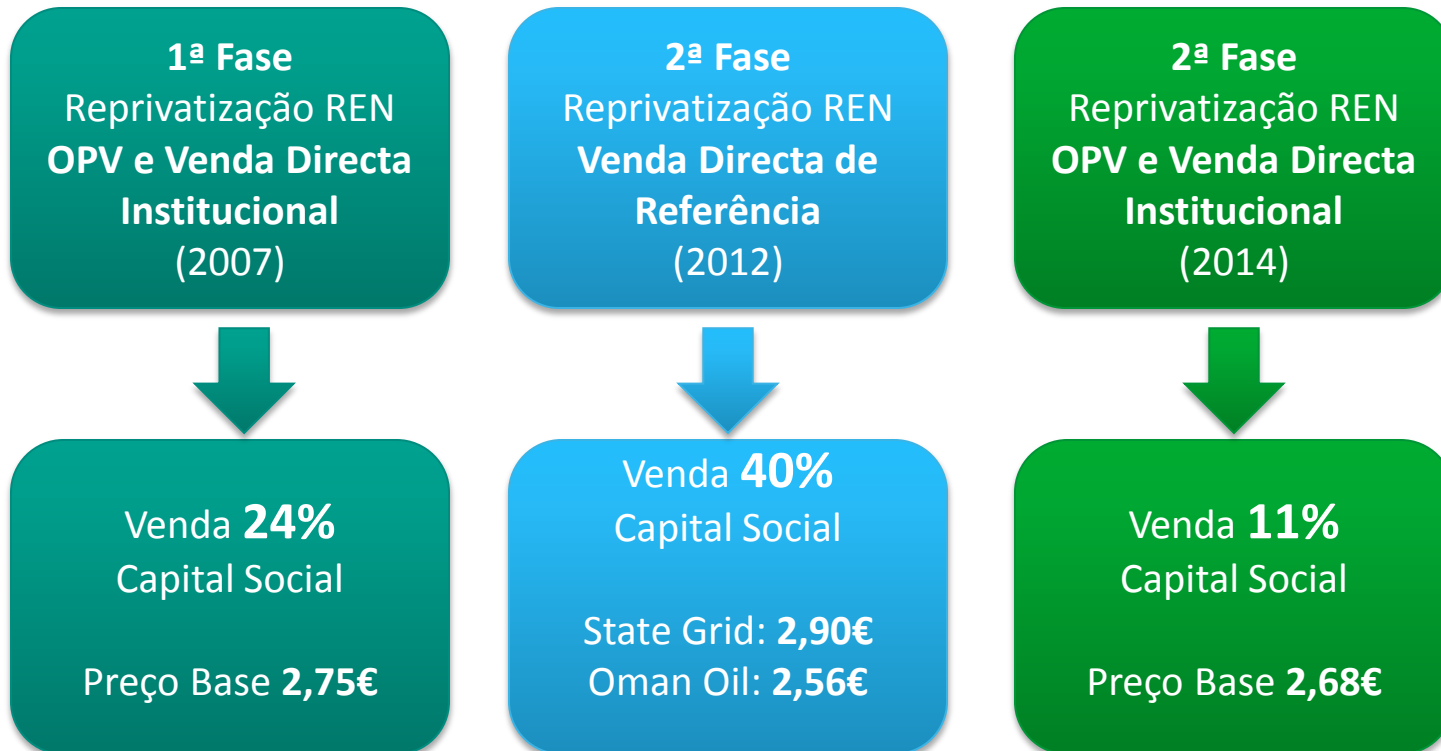 1ª Fase
Reprivatização REN
OPV e Venda Directa
Institucional
(2007)
2ª Fase
Reprivatização REN
Venda Directa de
Referência
(2012)
2ª Fase
Reprivatização REN
OPV e Venda Directa
Institucional
(2014)
Venda 24%
Capital Social
Preço Base 2,75€
Venda 40%
Capital Social
State Grid: 2,90€
Oman Oil: 2,56€
Venda 11%
Capital Social
Preço Base 2,68€